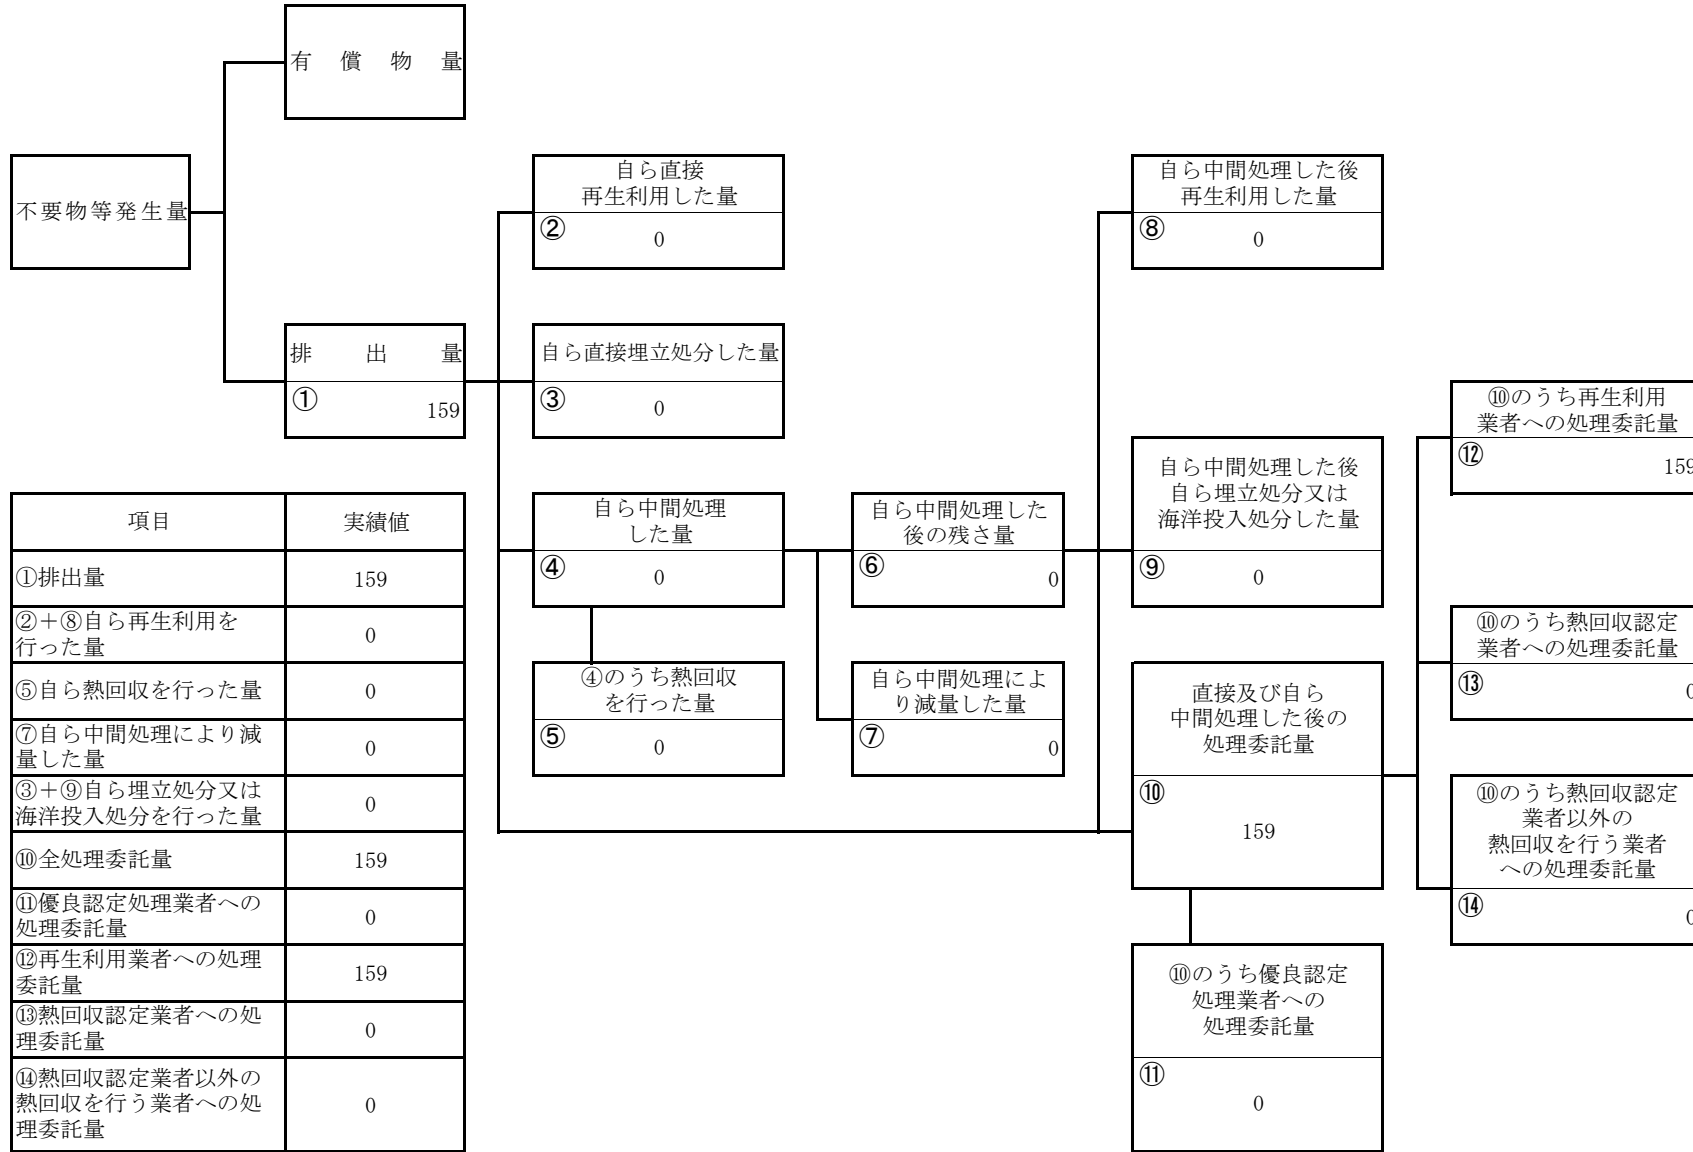 有償物量
不要物等発生量
排出量
①
159
自ら直接
再生利用した量
②
0
自ら直接埋立処分した量
③
0
自ら中間処理
した量
④
0
④のうち熱回収
を行った量
⑤
0
自ら中間処理した
後の残さ量
⑥
0
自ら中間処理によ
り減量した量
⑦
0
自ら中間処理した後
再生利用した量
⑧
0
自ら中間処理した後
自ら埋立処分又は
海洋投入処分した量
⑨
0
直接及び自ら
中間処理した後の
処理委託量
⑩
159
⑩のうち優良認定
処理業者への
処理委託量
⑪
0
⑩のうち再生利用
業者への処理委託量
⑫
159
⑩のうち熱回収認定
業者への処理委託量
⑬
0
⑩のうち熱回収認定
業者以外の
熱回収を行う業者
への処理委託量
⑭
0
項目 実績値
①排出量 159
②+⑧自ら再生利用を
行った量 0
⑤自ら熱回収を行った量 0
⑦自ら中間処理により減
量した量 0
③+⑨自ら埋立処分又は
海洋投入処分を行った量 0
⑩全処理委託量 159
⑪優良認定処理業者への
処理委託量 0
⑫再生利用業者への処理
委託量 159
⑬熱回収認定業者への処
理委託量 0
⑭熱回収認定業者以外の
熱回収を行う業者への処
理委託量 0